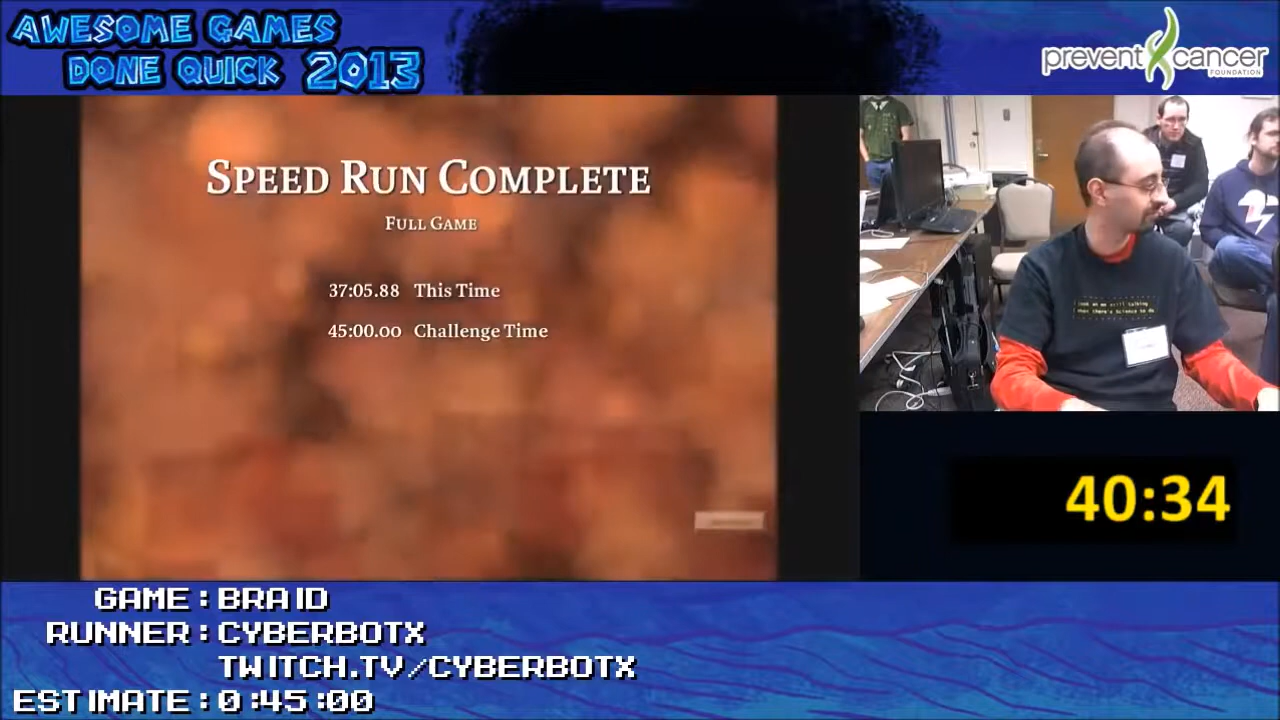 AWESOME GAMES
DONE QUICK 2013
prevent cancer
FOUNDATION
SPEED RUN COMPLETE
FULL GAME
37:05.88 This Time
45:00.00 Challenge Time
40:34
GAME: BRAID
RUNNER: CYBERBOTX
TWITCH.TV/CYBERBOTX
ESTIMATE: 0:45:00